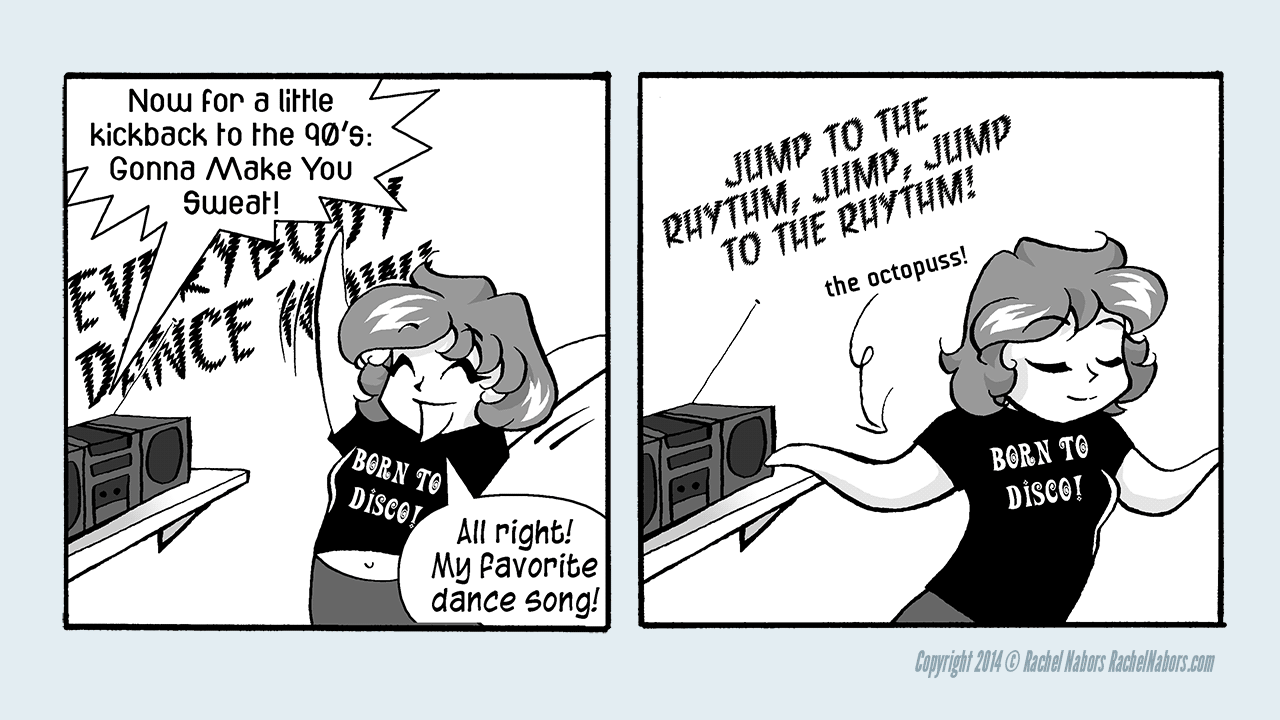 Now for a little
kickback to the 90's:
Gonna Make You
Sweat!
DANCE
BORN TO
DISCO!
All right!
My favorite
dance song!
JUMP TO THE
RHYTHM, JUMP, JUMP
TO THE RHYTHM!
the octopuss!
BORN TO
DISCO!
Copyright 2014 © Rachel Nabors RachelNabors.com